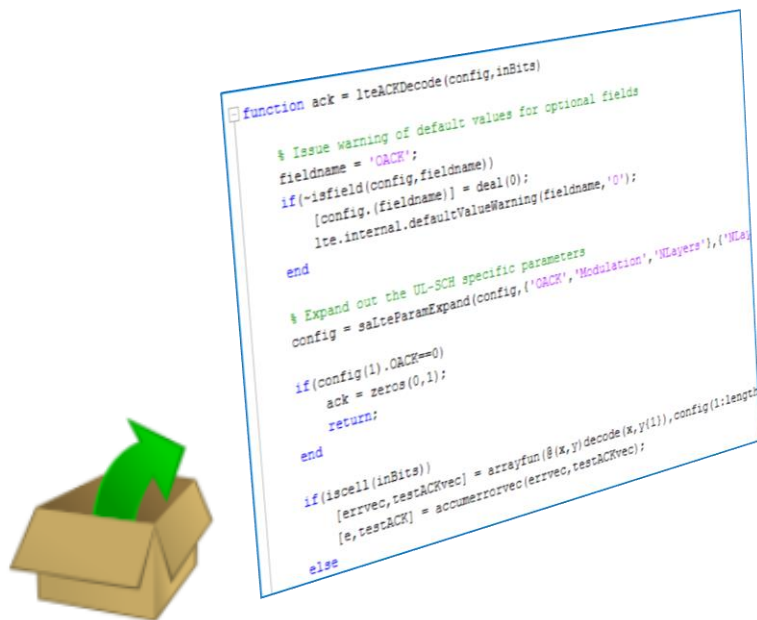 function ack = lteACKDecode(config,inBits)
% Issue warning of default values for optional fields
fieldname = 'OACK';
if(~isfield(config,fieldname))
[config.(fieldname)] = deal(0);
lte.internal.defaultValueWarning(fieldname,'0');
end
% Expand out the UL-SCH specific parameters
config = saLteParamExpand(config,{'OACK','Modulation','NLayers'},{'NLay
if(config(1).OACK==0)
ack = zeros(0,1);
return;
end
if(iscell(inBits))
[errvec,testACKvec] = arrayfun(@(x,y)decode(x,y{1}),config(1:length
[e,testACK] = accumerrorvec(errvec,testACKvec);
else